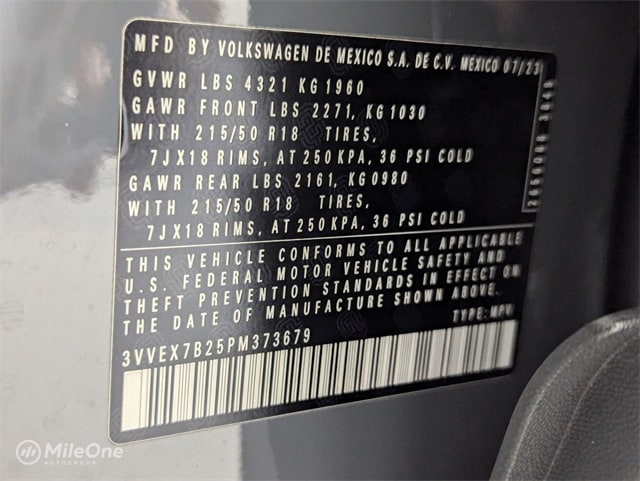 MFD BY VOLKSWAGEN DE MEXICO S.A. DE C.V. MEXICO 07/23
GVWR LBS 4321 KG 1960
GAWR FRONT LBS 2271, KG1030
WITH 215/50 R18 TIRES,
7JX18 RIMS, AT 250 KPA, 36 PSI COLD
GAWR REAR LBS 2161, KG0980
WITH 215/50 R18 TIRES,
7JX18 RIMS, AT 250 KPA, 36 PSI COLD
THIS VEHICLE CONFORMS TO ALL APPLICABLE
U.S. FEDERAL MOTOR VEHICLE SAFETY AND
THEFT PREVENTION STANDARDS IN EFFECT ON
THE DATE OF MANUFACTURE SHOWN ABOVE.
TYPE: MPV
3VVEX7B25PM373679
MileOne
AUTOGROUP